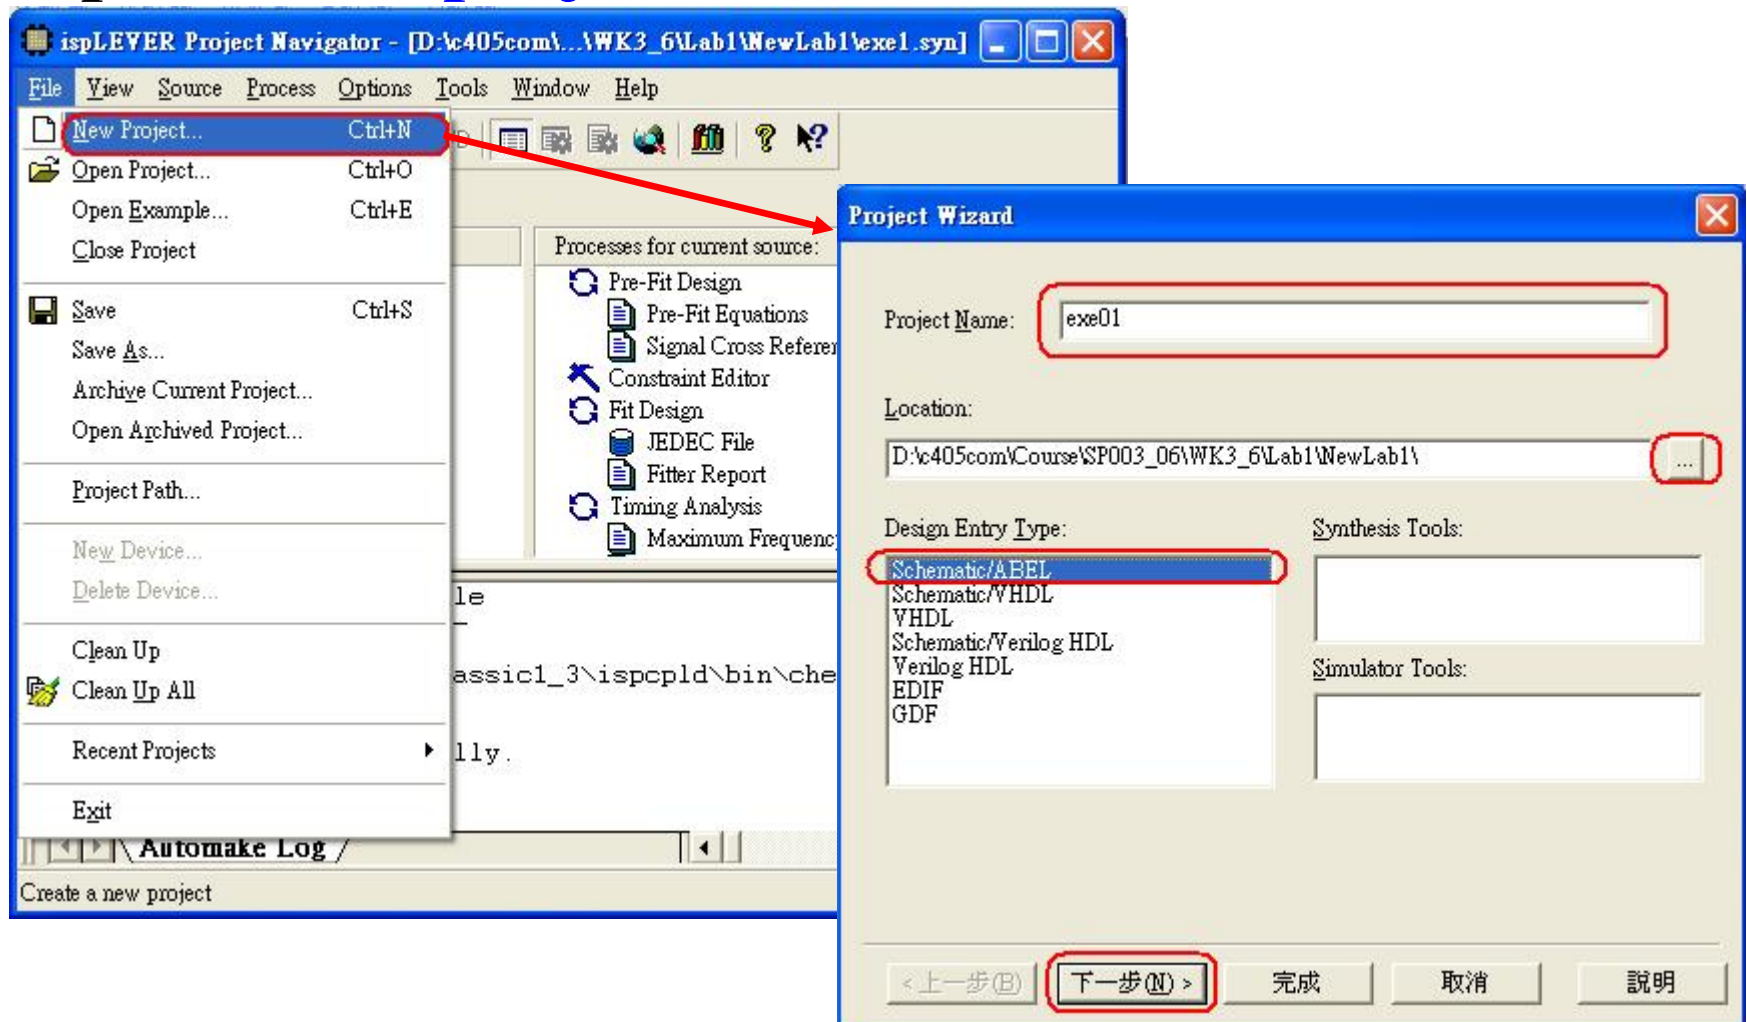 ispLEVER Project Navigator - [D:\c405com\...\WK3_6\Lab1\NewLab1\exe1.syn]
File View Source Process Options Tools Window Help
New Project... Ctrl+N
Open Project... Ctrl+O
Open Example... Ctrl+E
Close Project
Save Ctrl+S
Save As...
Archive Current Project...
Open Archived Project...
Project Path...
New Device...
Delete Device...
Clean Up
Clean Up All
Recent Projects
Exit
Processes for current source:
Pre-Fit Design
Pre-Fit Equations
Signal Cross Referen
Constraint Editor
Fit Design
JEDEC File
Fitter Report
Timing Analysis
Maximum Frequency
le
assic1_3\ispcpld\bin\che
lly.
Automake Log
Create a new project
Project Wizard
Project Name: exe01
Location:
D:\c405com\Course\SP003_06\WK3_6\Lab1\NewLab1\ ...
Design Entry Type:
Schematic/ABEL
Schematic/VHDL
VHDL
Schematic/Verilog HDL
Verilog HDL
EDIF
GDF
Synthesis Tools:
Simulator Tools:
<上一步(B) 下一步(N) > 完成 取消 説明